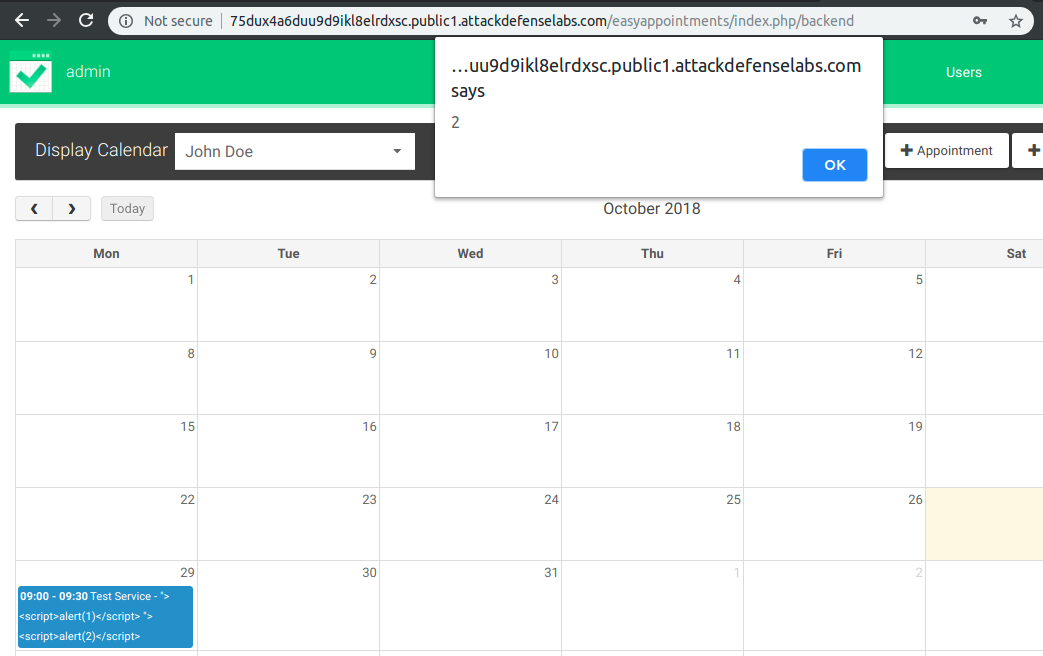 Not secure | 75dux4a6duu9d9ikl8elrdxsc.public1.attackdefenselabs.com/easyappointments/index.php/backend
admin
...uu9d9ikl8elrdxsc.public1.attackdefenselabs.com
says
2
OK
Users
Display Calendar
John Doe
Appointment
Today
October 2018
Mon Tue Wed Thu Fri Sat
1 2 3 4 5
8 9 10 11 12
15 16 17 18 19
22 23 24 25 26
29 30 31 1 2
09:00 - 09:30 Test Service - ">
<script>alert(1)</script> ">
<script>alert(2)</script>